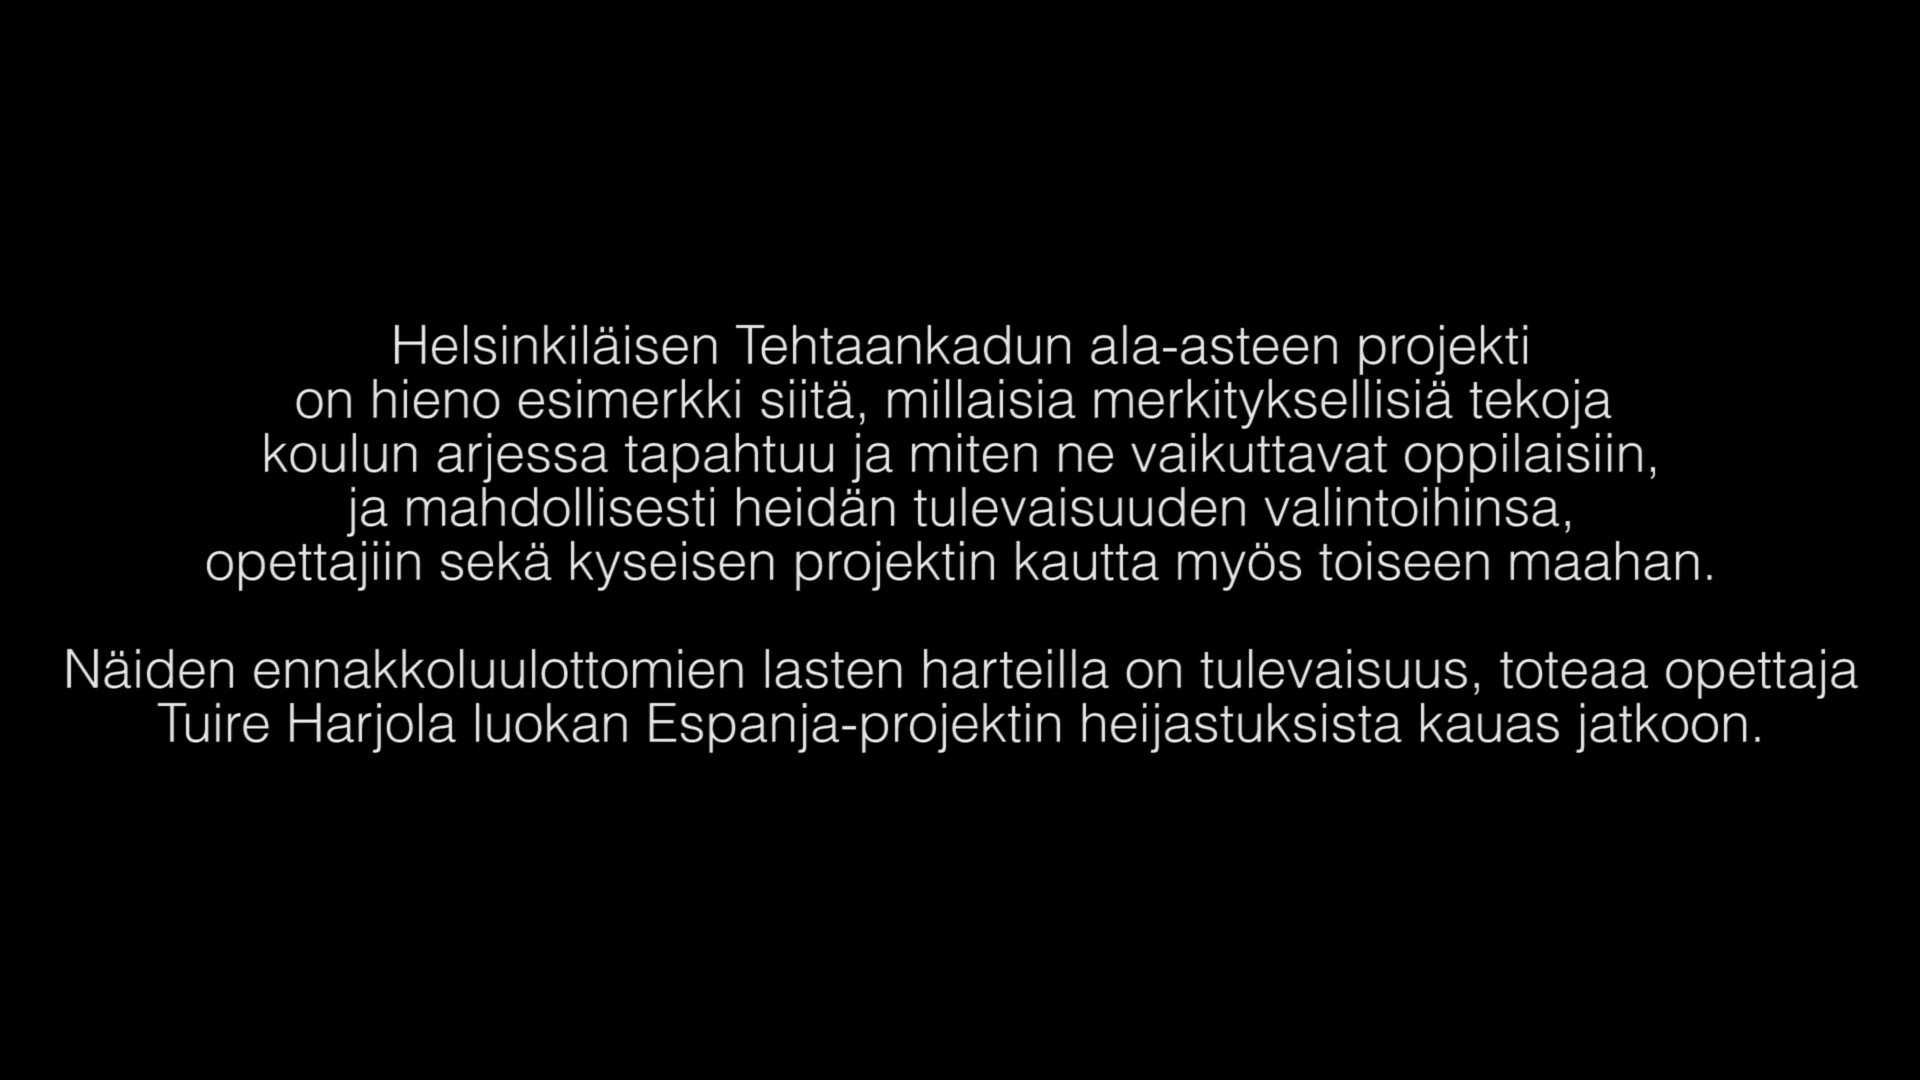 Helsinkiläisen Tehtaankadun ala-asteen projekti
on hieno esimerkki siitä, millaisia merkityksellisiä tekoja
koulun arjessa tapahtuu ja miten ne vaikuttavat oppilaisiin,
ja mahdollisesti heidän tulevaisuuden valintoihinsa,
opettajiin sekä kyseisen projektin kautta myös toiseen maahan.
Näiden ennakkoluulottomien lasten harteilla on tulevaisuus, toteaa opettaja
Tuire Harjola luokan Espanja-projektin heijastuksista kauas jatkoon.